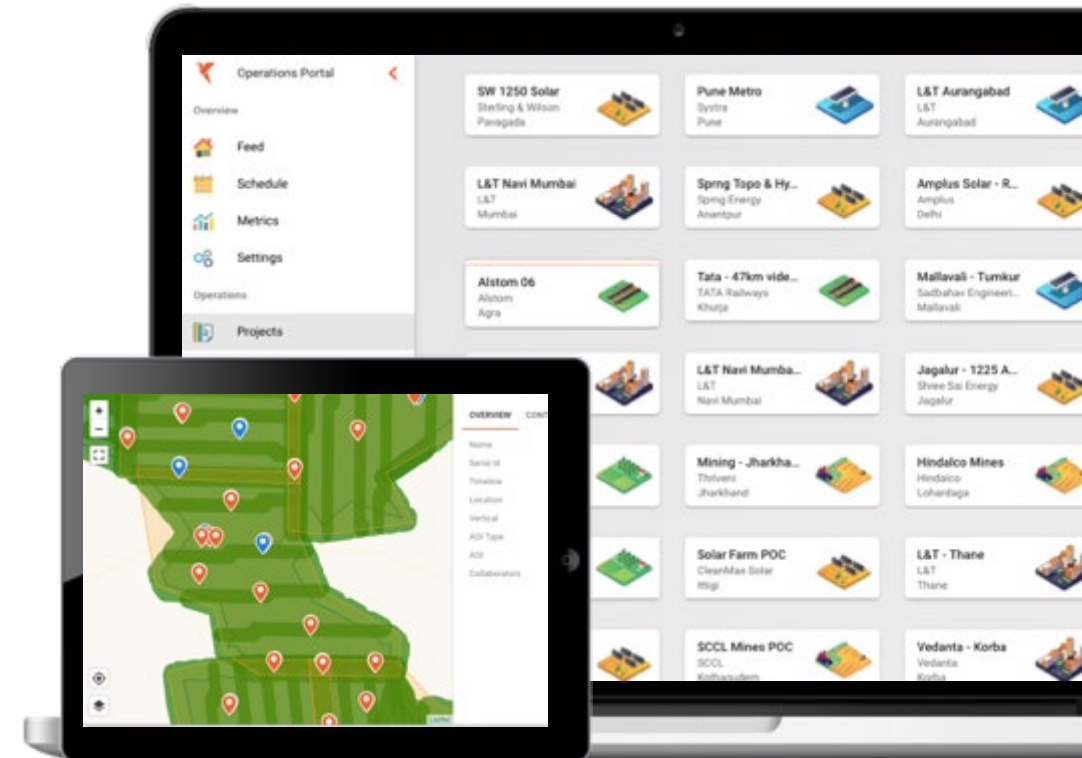 Operations Portal
Overview
Feed
Schedule
Metrics
Settings
Operations
Projects
SW 1250 Solar
Sterling & Wilson
Pavagada
Pune Metro
Systra
Pune
L&T Aurangabad
L&T
Aurangabad
L&T Navi Mumbai
L&T
Mumbai
Sprng Topo & Hy...
Sprng Energy
Anantpur
Amplus Solar - R...
Amplus
Delhi
Alstom 06
Alstom
Agra
Tata - 47km vide...
TATA Railways
Khurja
Mallavali - Tumkur
Sadbhav Engineeri...
Mallavali
L&T Navi Mumba...
L&T
Navi Mumbai
Jagalur - 1225 A...
Shree Sai Energy
Jagalur
Mining - Jharkha...
Thriveni
Jharkhand
Hindalco Mines
Hindalco
Lohardaga
Solar Farm POC
CleanMax Solar
Ittigi
L&T - Thane
L&T
Thane
SCCL Mines POC
SCCL
Kothagudem
Vedanta - Korba
Vedanta
Korba
+
−
OVERVIEW CONT
Name
Serial Id
Timeline
Location
Vertical
AOI Type
AOI
Collaborators
Leaflet